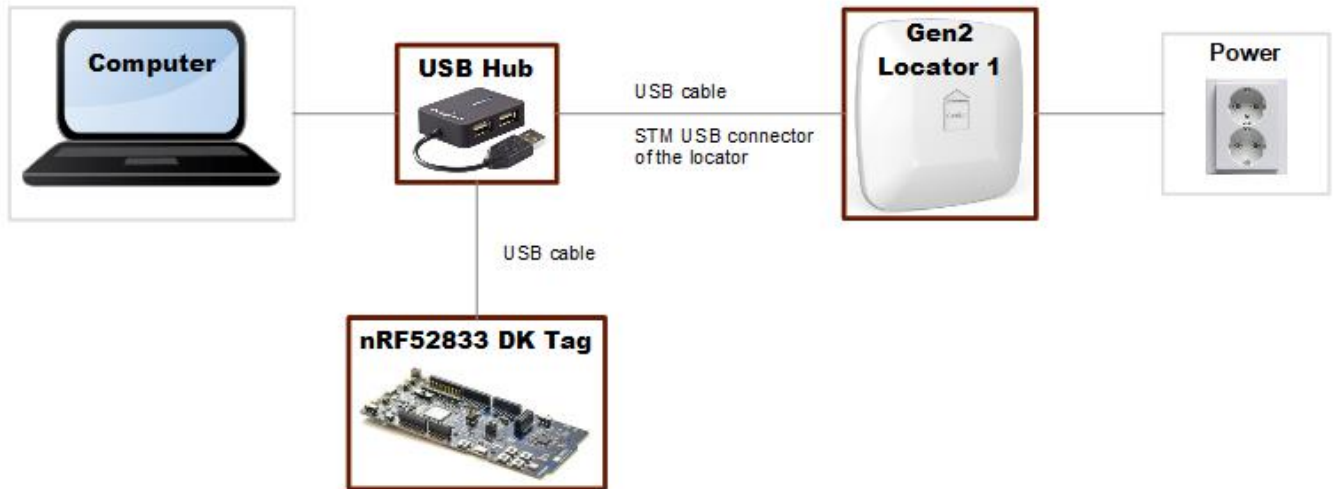 Computer
USB Hub
USB cable
STM USB connector
of the locator
Gen2
Locator 1
Power
USB cable
nRF52833 DK Tag